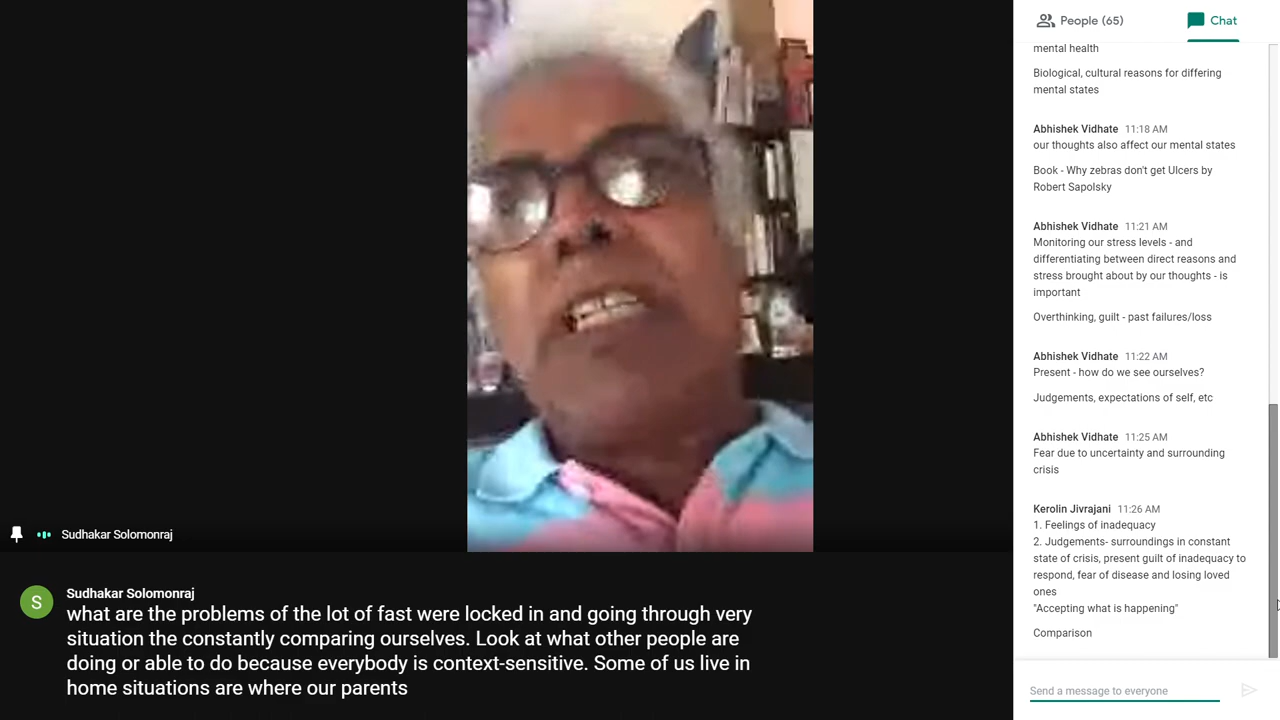 People (65)
Chat
mental health
Biological, cultural reasons for differing
mental states
Abhishek Vidhate 11:18 AM
our thoughts also affect our mental states
Book - Why zebras don't get Ulcers by
Robert Sapolsky
Abhishek Vidhate 11:21 AM
Monitoring our stress levels - and
differentiating between direct reasons and
stress brought about by our thoughts - is
important
Overthinking, guilt - past failures/loss
Abhishek Vidhate 11:22 AM
Present - how do we see ourselves?
Judgements, expectations of self, etc
Abhishek Vidhate 11:25 AM
Fear due to uncertainty and surrounding
crisis
Kerolin Jivrajani 11:26 AM
1. Feelings of inadequacy
2. Judgements- surroundings in constant
state of crisis, present guilt of inadequacy to
respond, fear of disease and losing loved
ones
"Accepting what is happening"
Comparison
Send a message to everyone
Sudhakar Solomonraj
S
Sudhakar Solomonraj
what are the problems of the lot of fast were locked in and going through very
situation the constantly comparing ourselves. Look at what other people are
doing or able to do because everybody is context-sensitive. Some of us live in
home situations are where our parents